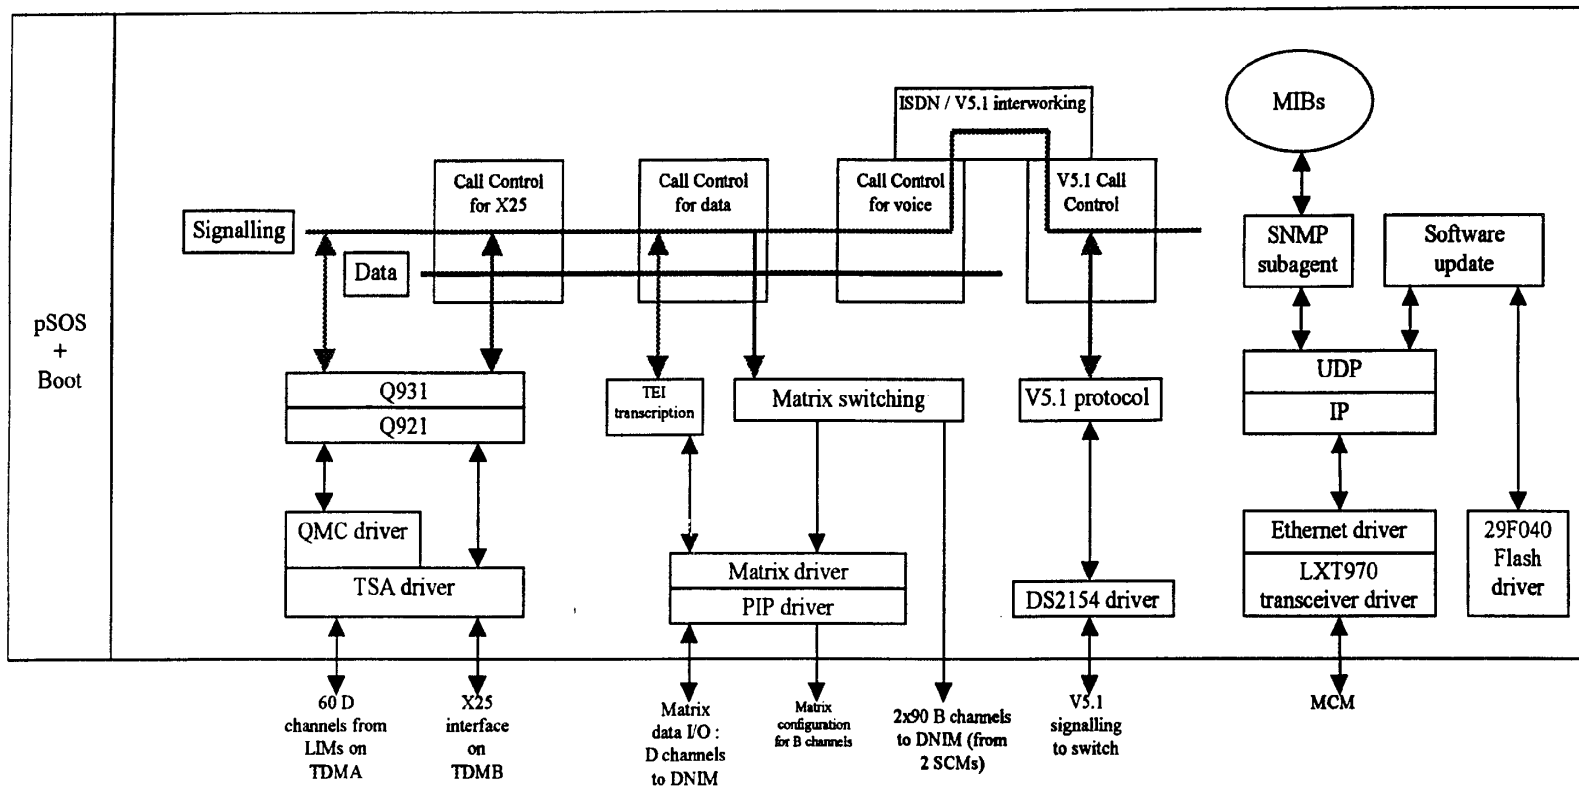 ISDN / V5.1 interworking
MIBs
Call Control
for X25
Call Control
for data
Call Control
for voice
V5.1 Call
Control
Signalling
Data
SNMP
subagent
Software
update
pSOS
+
Boot
Q931
Q921
TEI
transcription
Matrix switching
V5.1 protocol
UDP
IP
QMC driver
TSA driver
Matrix driver
PIP driver
DS2154 driver
Ethernet driver
LXT970
transceiver driver
29F040
Flash
driver
60 D
channels from
LIMs on
TDMA
X25
interface
on
TDMB
Matrix
data I/O :
D channels
to DNIM
Matrix
configuration
for B channels
2x90 B channels
to DNIM (from
2 SCMs)
V5.1
signalling
to switch
MCM